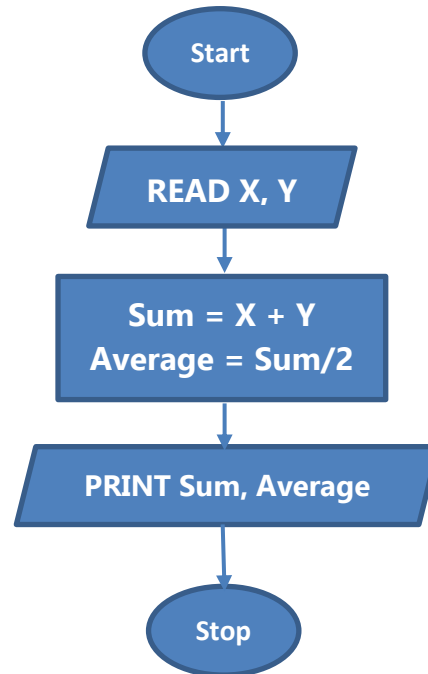 Start
READ X, Y
Sum = X + Y
Average = Sum/2
PRINT Sum, Average
Stop